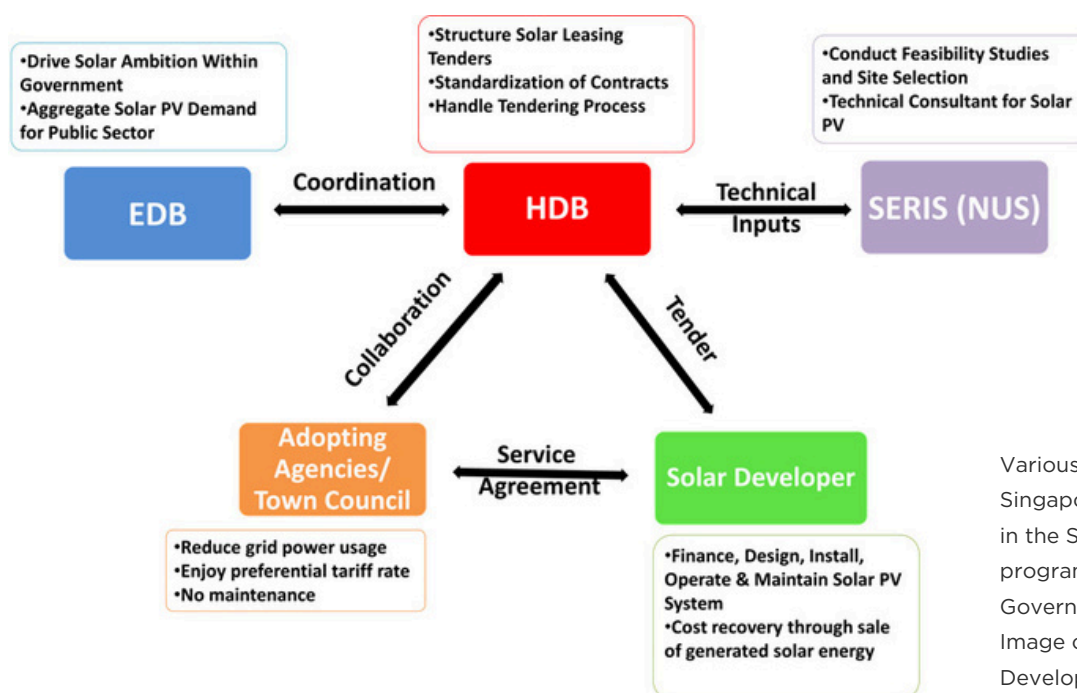 •Drive Solar Ambition Within
Government
•Aggregate Solar PV Demand
for Public Sector
•Structure Solar Leasing
Tenders
•Standardization of Contracts
•Handle Tendering Process
•Conduct Feasibility Studies
and Site Selection
•Technical Consultant for Solar
PV
EDB
Coordination
HDB
Technical
Inputs
SERIS (NUS)
Collaboration
Tender
Adopting
Agencies/
Town Council
Service
Agreement
Solar Developer
•Reduce grid power usage
•Enjoy preferential tariff rate
•No maintenance
•Finance, Design, Install,
Operate & Maintain Solar PV
System
•Cost recovery through sale
of generated solar energy
Various
Singapo
in the S
progran
Govern
Image c
Develop